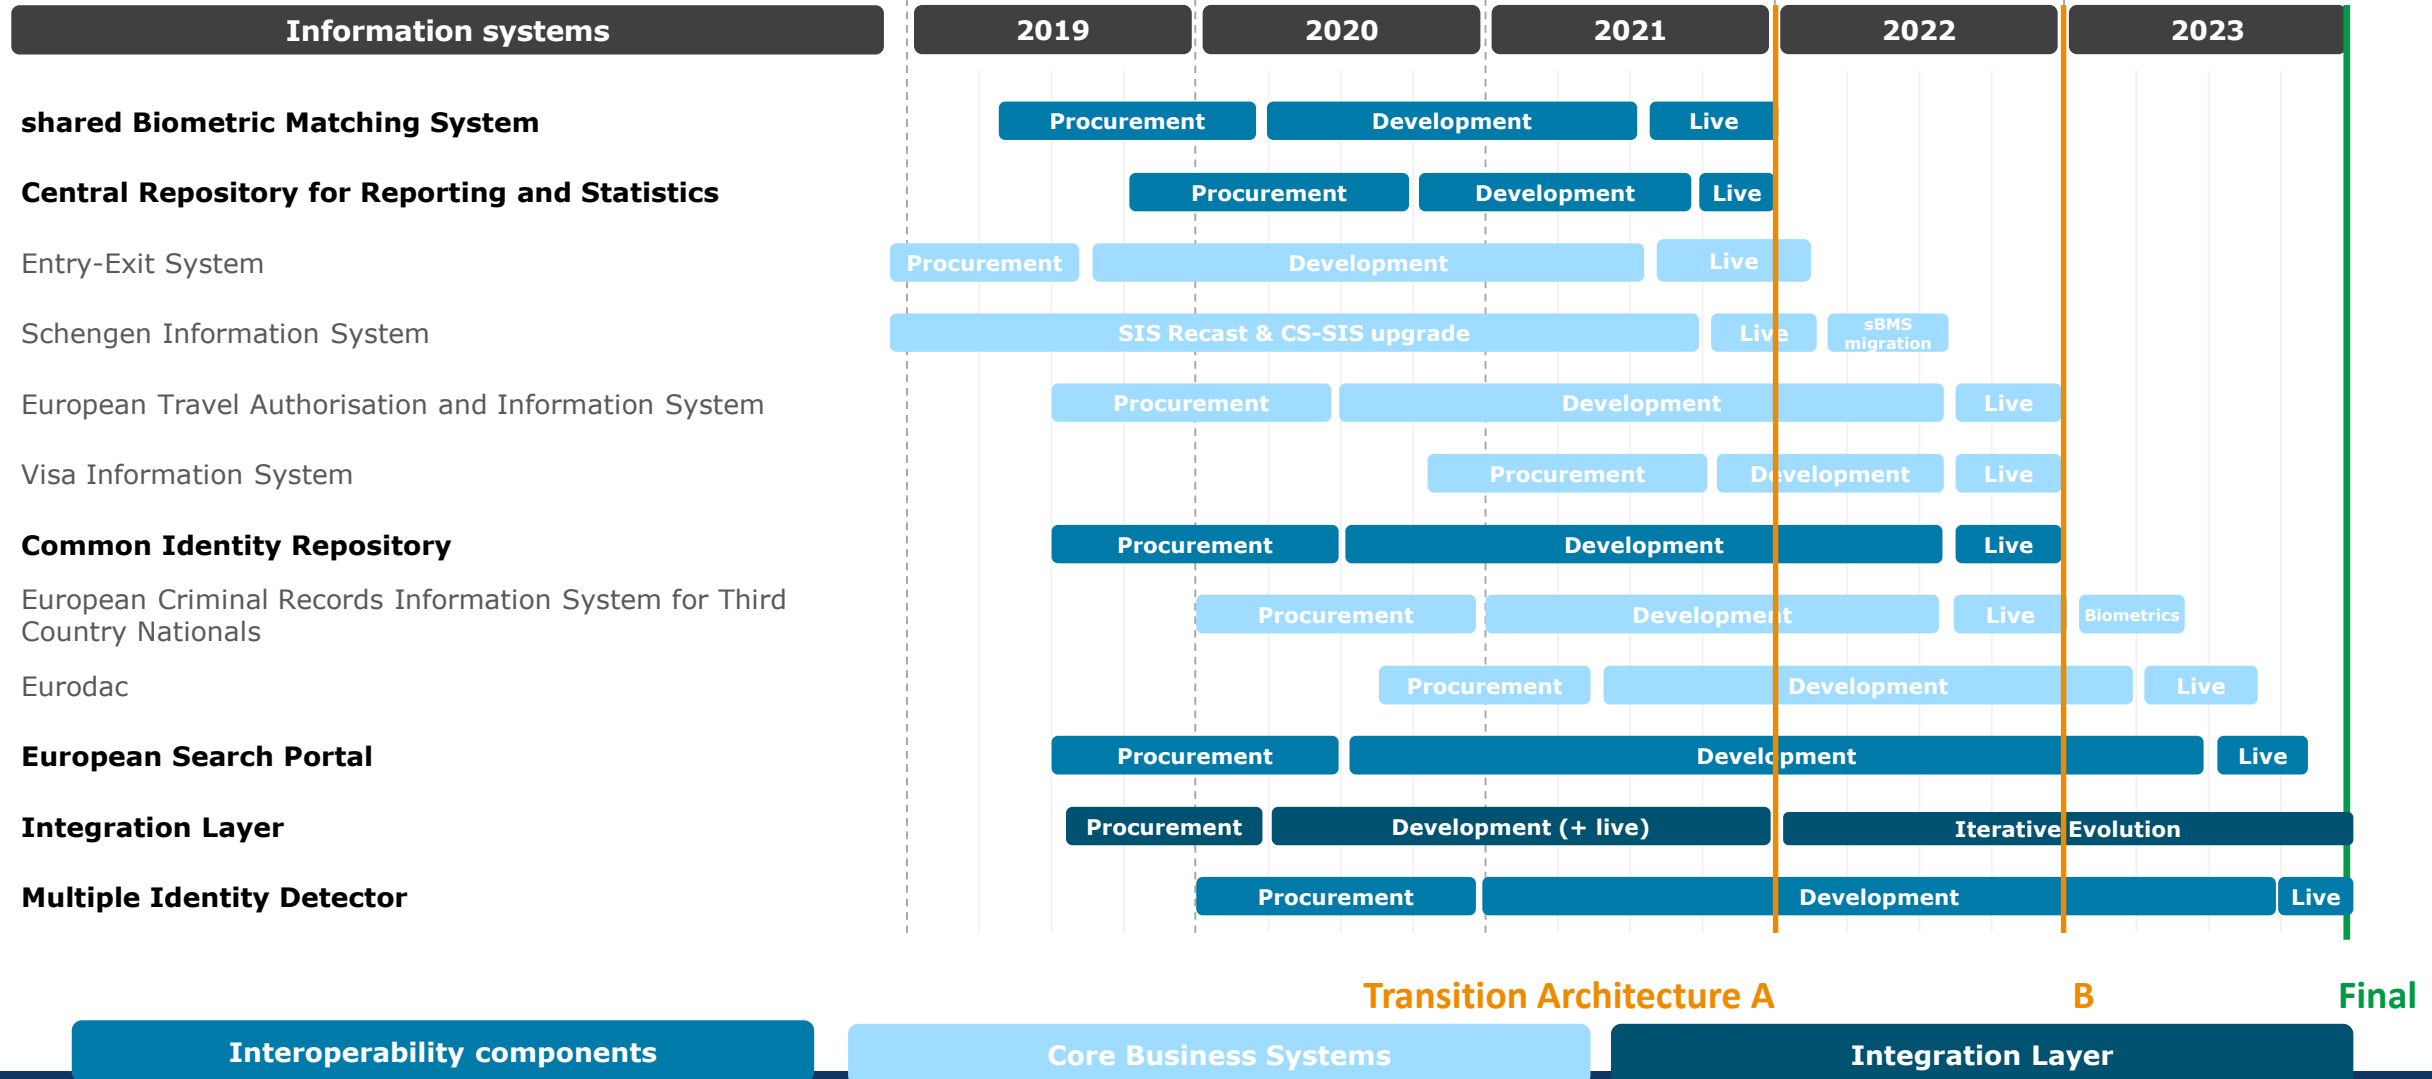 Information systems 2019 2020 2021 2022 2023
shared Biometric Matching System Procurement Development Live
Central Repository for Reporting and Statistics Procurement Development Live
Entry-Exit System Procurement Development Live
Schengen Information System SIS Recast & CS-SIS upgrade Live sBMS
migration
European Travel Authorisation and Information System Procurement Development Live
Visa Information System Procurement Development Live
Common Identity Repository Procurement Development Live
European Criminal Records Information System for Third
Country Nationals Procurement Development Live Biometrics
Eurodac Procurement Development Live
European Search Portal Procurement Development Live
Integration Layer Procurement Development (+ live) Iterative Evolution
Multiple Identity Detector Procurement Development Live
Transition Architecture A B Final
Interoperability components Core Business Systems Integration Layer